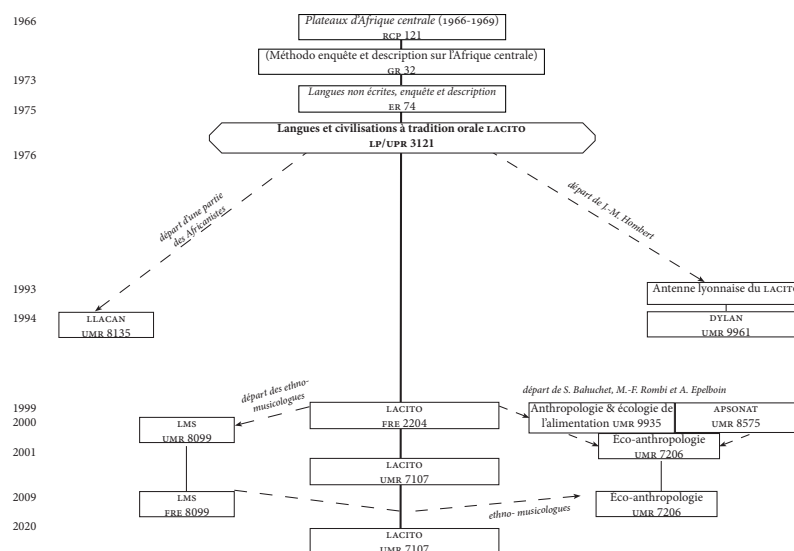 1966
Plateaux d'Afrique centrale (1966-1969)
RCP 121
(Méthodo enquête et description sur l'Afrique centrale)
GR 32
1973
Langues non écrites, enquête et description
ER 74
1975
Langues et civilisations à tradition orale LACITO
LP/UPR 3121
1976
départ d'une partie
des Africanistes
départ de J.-M. Hombert
1993
Antenne lyonnaise du LACITO
1994
LLACAN
UMR 8135
DYLAN
UMR 9961
départ des ethno-
musicologues
départ de S. Bahuchet, M.-F. Rombi et A. Epelboin
1999
LACITO
FRE 2204
Anthropologie & écologie de
l'alimentation UMR 9935
APSONAT
UMR 8575
2000
LMS
UMR 8099
Éco-anthropologie
UMR 7206
2001
LACITO
UMR 7107
2009
LMS
FRE 8099
Éco-anthropologie
UMR 7206
ethno- musicologues
2020
LACITO
UMR 7107